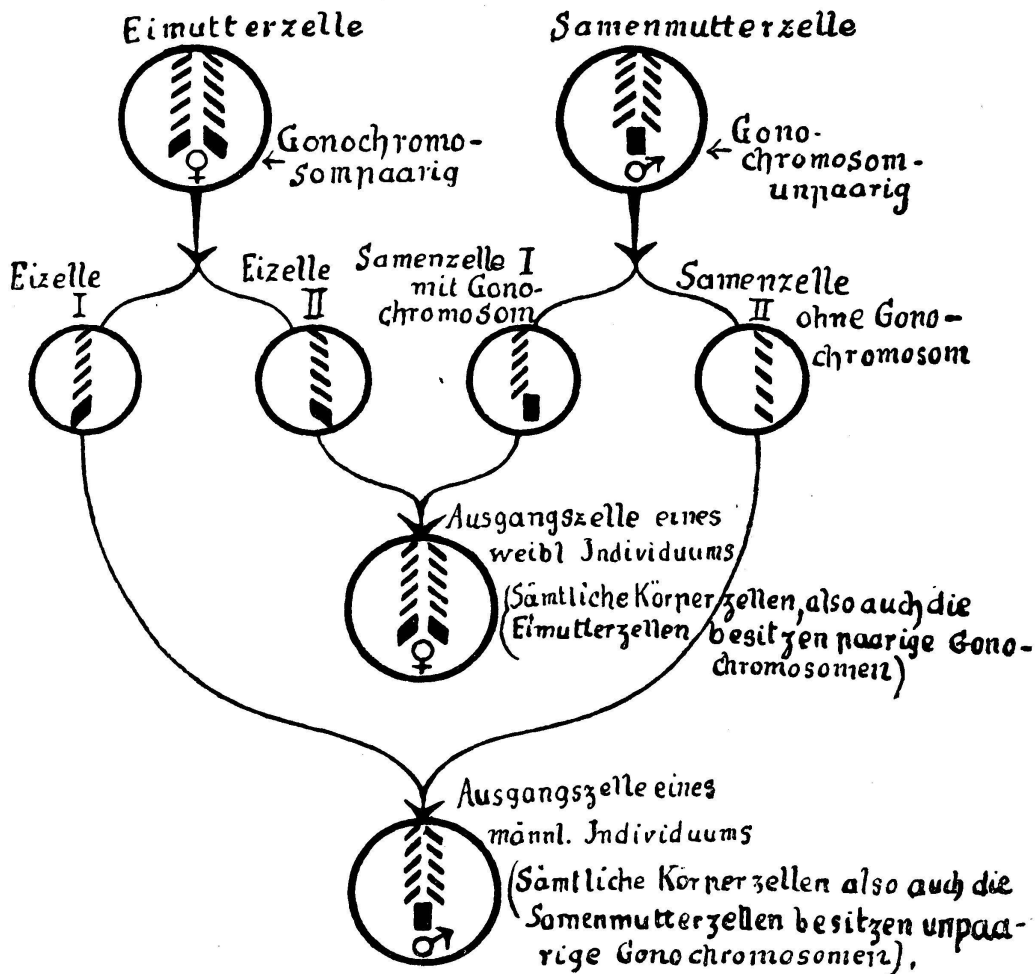 Eimutterzelle
Samenmutterzelle
♀
Gonochromo-
sompaarig
♂
Gono-
chromosom-
unpaarig
Eizelle
I
Eizelle
II
Samenzelle I
mit Gono-
chromosom
Samenzelle
II
ohne Gono-
chromosom
Ausgangszelle eines
weibl Individuums
(Sämtliche Körperzellen, also auch die
(Eimutterzellen besitzen paarige Gono-
chromosomen)
♀
Ausgangszelle eines
männl. Individuums
(Sämtliche Körperzellen also auch die
Samenmutterzellen besitzen unpaa-
rige Gonochromosomen).
♂